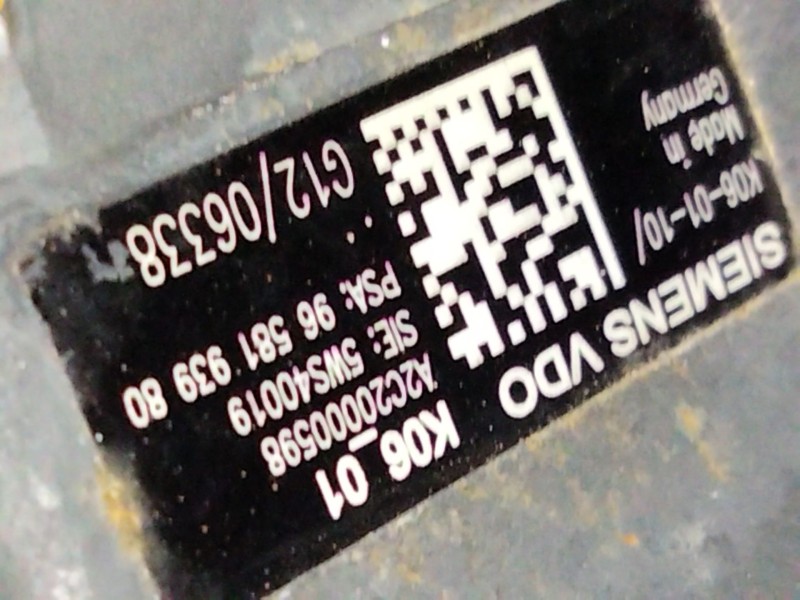 SIEMENS VDO
K06_01
K06-01-10/
Made in
Germany
A2C20000598
SIE: 5WS40019
PSA: 96 581 939 80
G12/06338